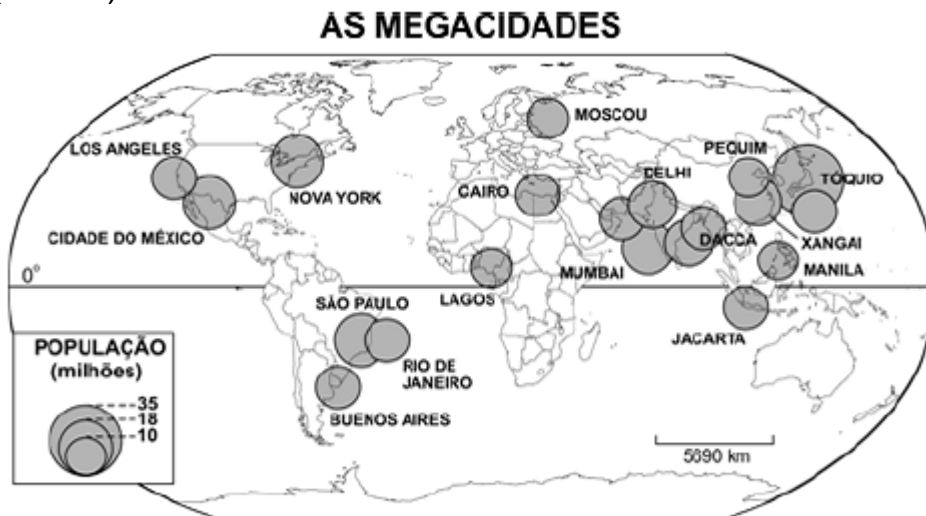 AS MEGACIDADES
MOSCOU
LOS ANGELES
PEQUIM
DELHI
TÓQUIO
NOVA YORK
CAIRO
CIDADE DO MÉXICO
DACCA
XANGAI
MUMBAI
MANILA
0°
LAGOS
SÃO PAULO
JACARTA
RIO DE
JANEIRO
BUENOS AIRES
POPULAÇÃO
(milhões)
35
18
10
5690 km